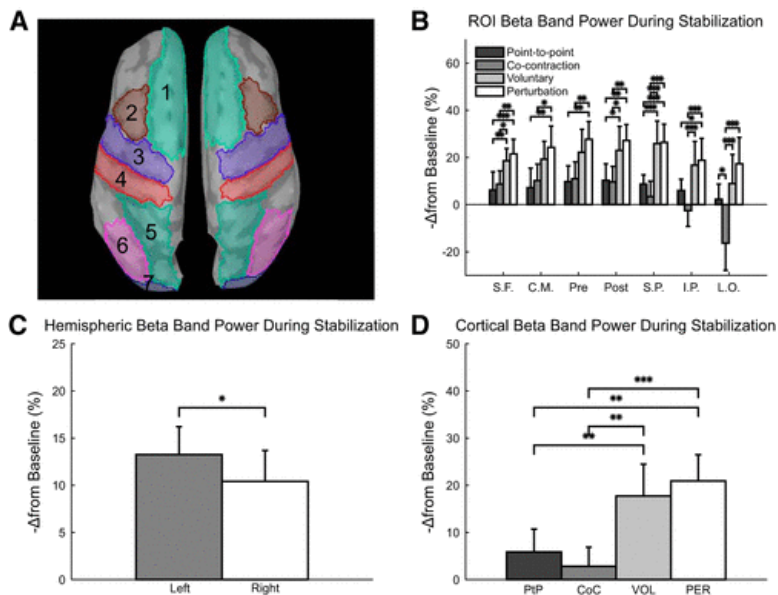 A
1
2
3
4
5
6
7
B
ROI Beta Band Power During Stabilization
Point-to-point
Co-contraction
Voluntary
Perturbation
-Δfrom Baseline (%)
60
40
20
0
-20
S.F. C.M. Pre Post S.P. I.P. L.O.
C
Hemispheric Beta Band Power During Stabilization
-Δfrom Baseline (%)
25
20
15
10
5
0
*
Left Right
D
Cortical Beta Band Power During Stabilization
-Δfrom Baseline (%)
50
40
30
20
10
0
***
**
**
**
PtP CoC VOL PER